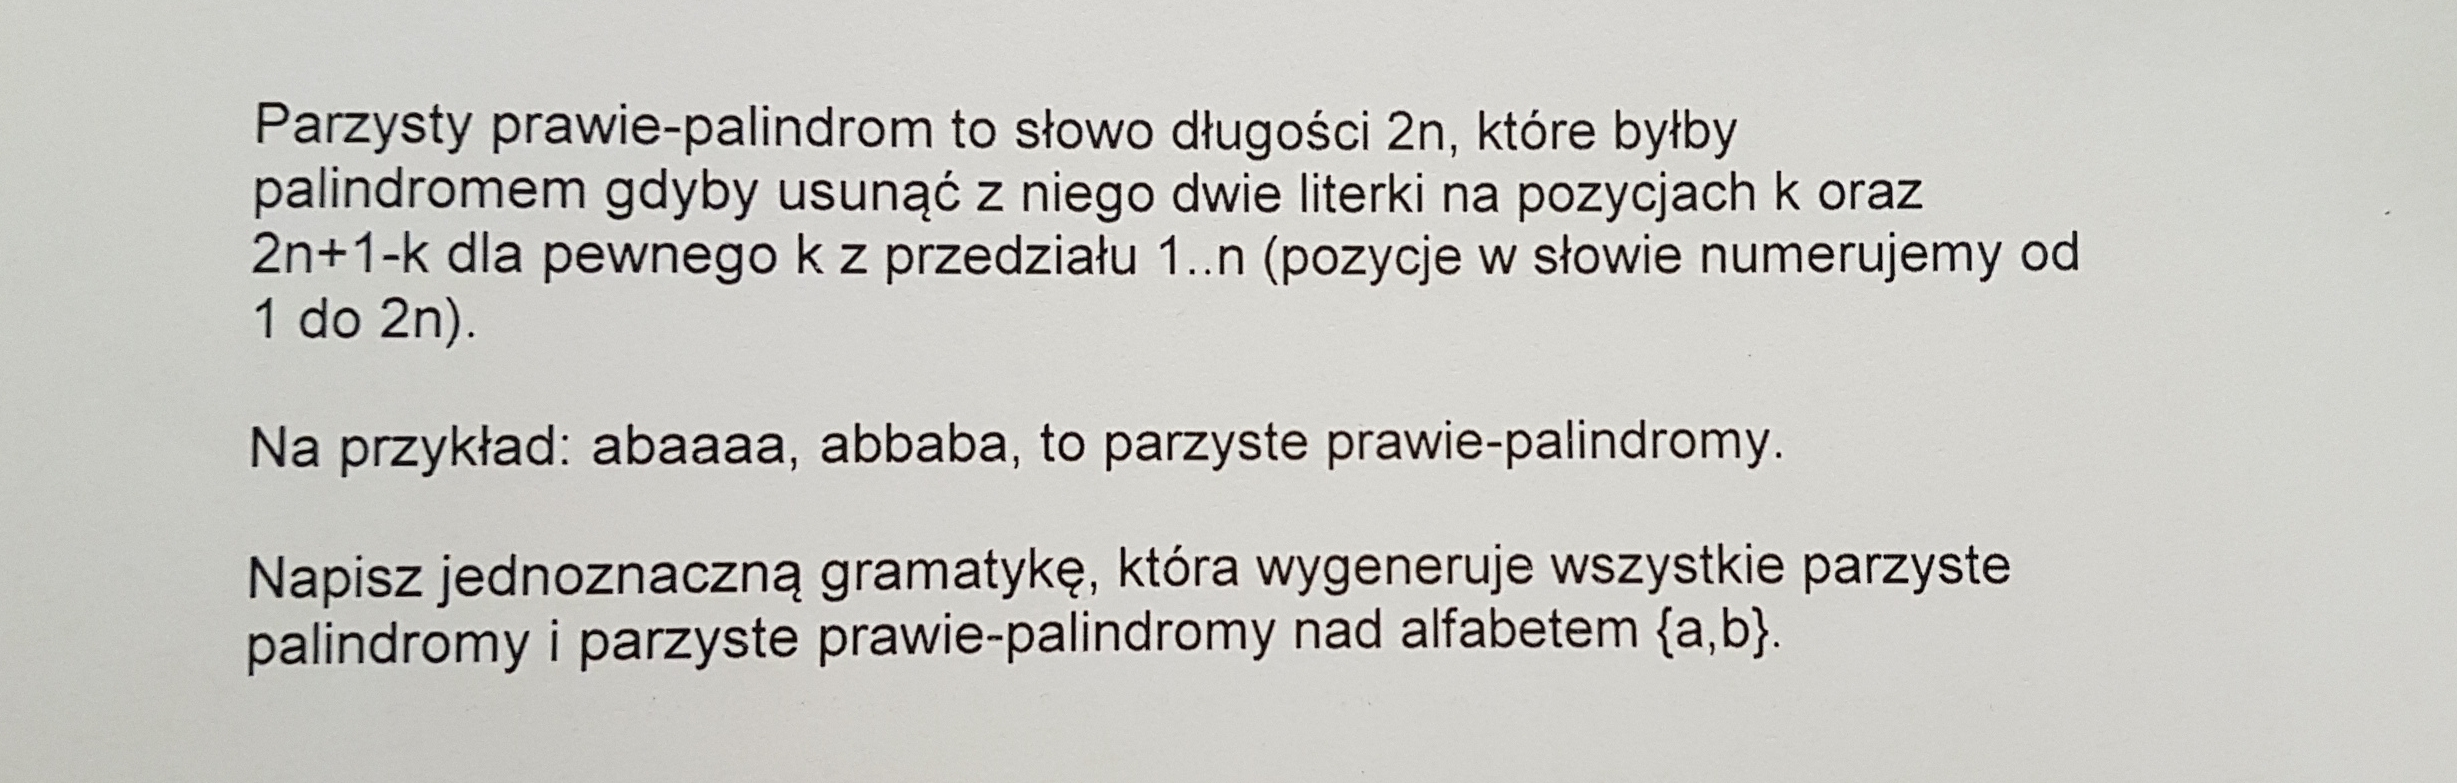 Parzysty prawie-palindrom to słowo długości 2n, które byłby
palindromem gdyby usunąć z niego dwie literki na pozycjach k oraz
2n+1-k dla pewnego k z przedziału 1..n (pozycje w słowie numerujemy od
1 do 2n).
Na przykład: abaaaa, abbaba, to parzyste prawie-palindromy.
Napisz jednoznaczną gramatykę, która wygeneruje wszystkie parzyste
palindromy i parzyste prawie-palindromy nad alfabetem {a,b}.